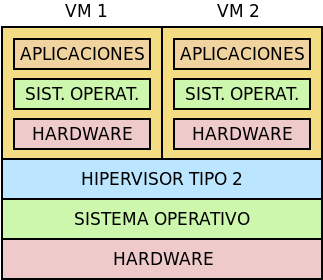 VM 1 VM 2
APLICACIONES APLICACIONES
SIST. OPERAT. SIST. OPERAT.
HARDWARE HARDWARE
HIPERVISOR TIPO 2
SISTEMA OPERATIVO
HARDWARE